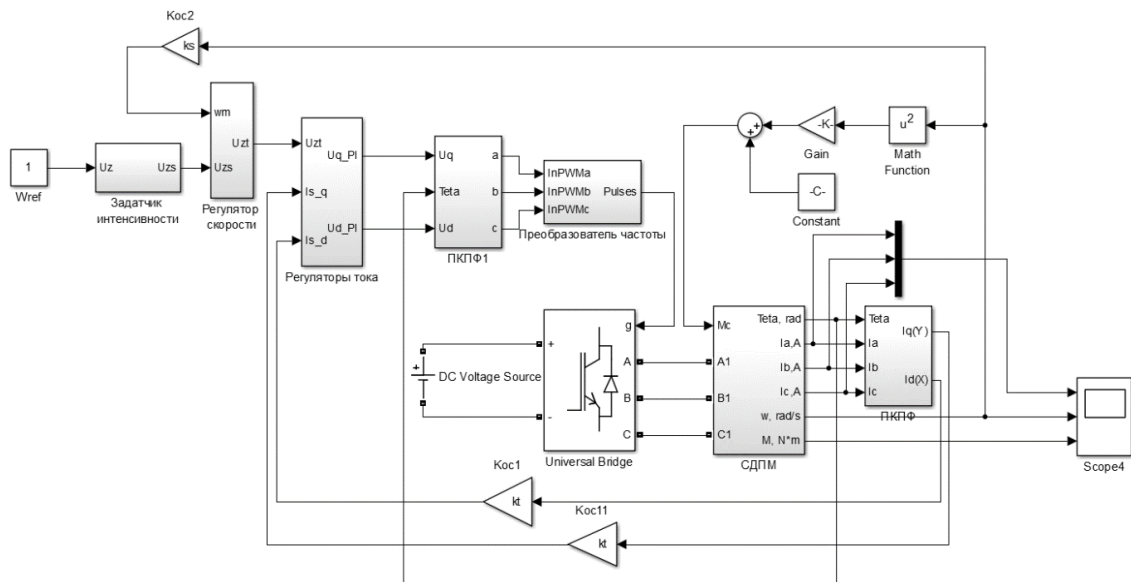 Koc2
ks
wm
Uzt
Uzs
1
Wref
Uz
Uzs
Задатчик
интенсивности
Регулятор
скорости
Uzt
Uq_PI
Is_q
Ud_PI
Is_d
Регуляторы тока
Uq
a
Teta
b
Ud
c
ПКПФ1
InPWMa
InPWMb
Pulses
InPWMc
Преобразователь частоты
+
+
-K-
Gain
u²
Math
Function
-C-
Constant
+
DC Voltage Source
g
+
A
B
-
C
Universal Bridge
Mc
Teta, rad
Ia,A
A1
Ib,A
B1
Ic,A
w, rad/s
C1
M, N*m
СДПМ
Teta
Iq(Y)
Ia
Ib
Id(X)
Ic
ПКПФ
Scope4
Koc1
kt
Koc11
kt